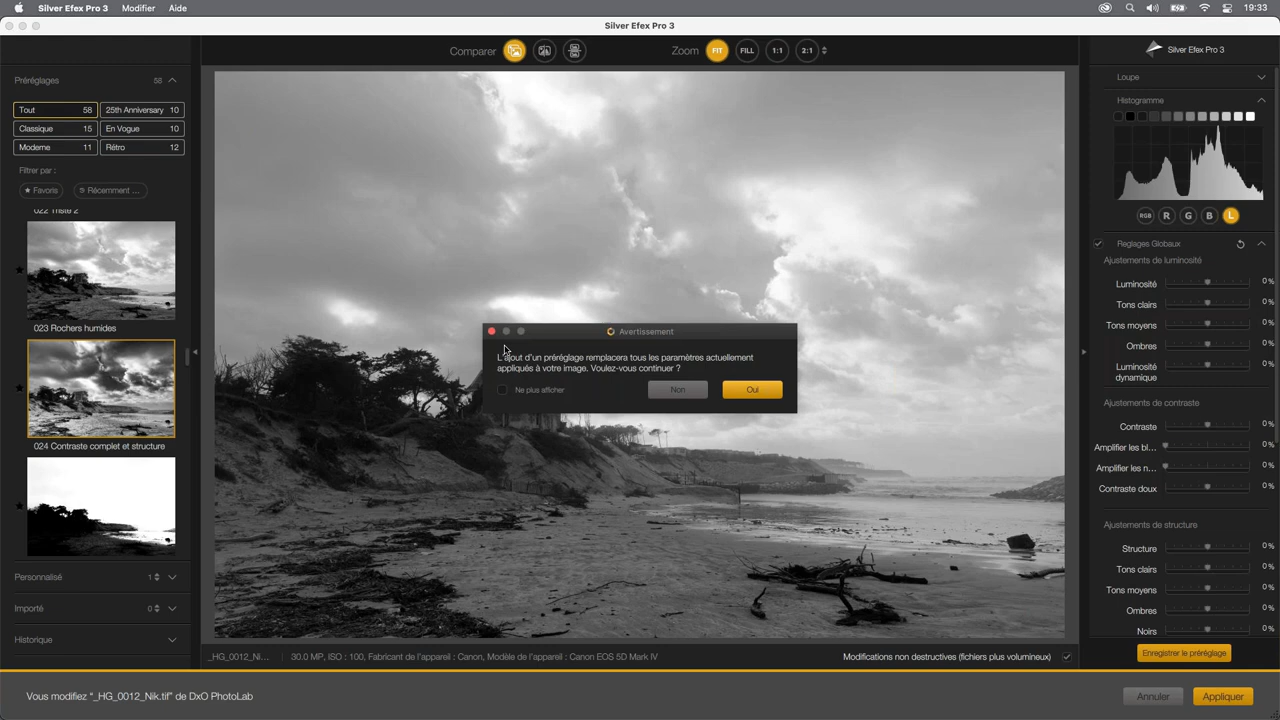 Silver Efex Pro 3 Modifier Aide 19:33
Silver Efex Pro 3
Comparer Zoom FIT FILL 1:1 2:1
Silver Efex Pro 3
Préréglages 58
Tout 58 25th Anniversary 10
Classique 15 En Vogue 10
Moderne 11 Rétro 12
Filtrer par :
Favoris Récemment ...
022 Triste 2
023 Rochers humides
024 Contraste complet et structure
Personnalisé 1
Importé 0
Historique
Avertissement
L'ajout d'un préréglage remplacera tous les paramètres actuellement
appliqués à votre image. Voulez-vous continuer ?
Ne plus afficher Non Oui
Loupe
Histogramme
RGB R G B L
Reglages Globaux
Ajustements de luminosité
Luminosité 0 %
Tons clairs 0 %
Tons moyens 0 %
Ombres 0 %
Luminosité 0 %
dynamique
Ajustements de contraste
Contraste 0 %
Amplifier les bl... 0 %
Amplifier les n... 0 %
Contraste doux 0 %
Ajustements de structure
Structure 0 %
Tons clairs 0 %
Tons moyens 0 %
Ombres 0 %
Noirs 0 %
Enregistrer le préréglage
_HG_0012_Ni... 30.0 MP, ISO : 100, Fabricant de l'appareil : Canon, Modèle de l'appareil : Canon EOS 5D Mark IV Modifications non destructives (fichiers plus volumineux)
Vous modifiez “_HG_0012_Nik.tif” de DxO PhotoLab Annuler Appliquer